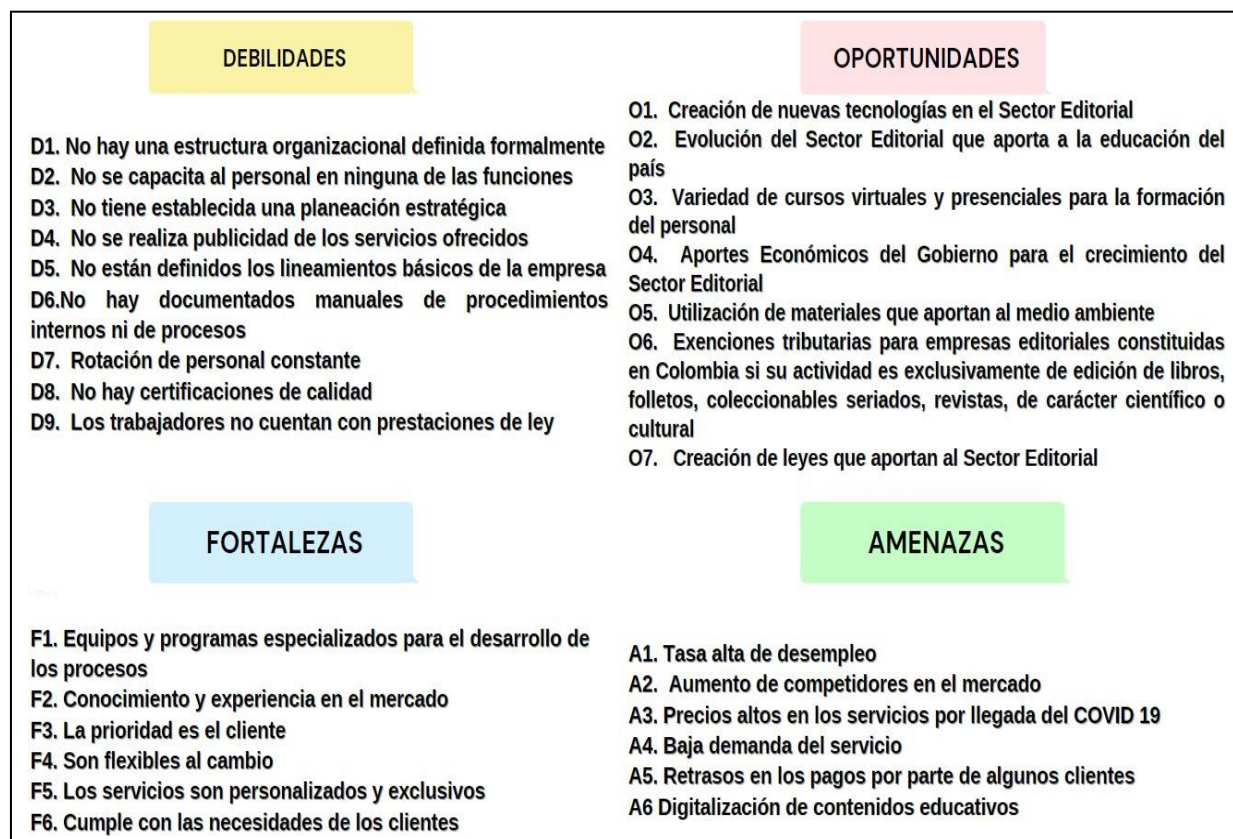 DEBILIDADES
D1. No hay una estructura organizacional definida formalmente
D2. No se capacita al personal en ninguna de las funciones
D3. No tiene establecida una planeación estratégica
D4. No se realiza publicidad de los servicios ofrecidos
D5. No están definidos los lineamientos básicos de la empresa
D6.No hay documentados manuales de procedimientos
internos ni de procesos
D7. Rotación de personal constante
D8. No hay certificaciones de calidad
D9. Los trabajadores no cuentan con prestaciones de ley
OPORTUNIDADES
O1. Creación de nuevas tecnologías en el Sector Editorial
O2. Evolución del Sector Editorial que aporta a la educación del
país
O3. Variedad de cursos virtuales y presenciales para la formación
del personal
O4. Aportes Económicos del Gobierno para el crecimiento del
Sector Editorial
O5. Utilización de materiales que aportan al medio ambiente
O6. Exenciones tributarias para empresas editoriales constituidas
en Colombia si su actividad es exclusivamente de edición de libros,
folletos, coleccionables seriados, revistas, de carácter científico o
cultural
O7. Creación de leyes que aportan al Sector Editorial
FORTALEZAS
F1. Equipos y programas especializados para el desarrollo de
los procesos
F2. Conocimiento y experiencia en el mercado
F3. La prioridad es el cliente
F4. Son flexibles al cambio
F5. Los servicios son personalizados y exclusivos
F6. Cumple con las necesidades de los clientes
AMENAZAS
A1. Tasa alta de desempleo
A2. Aumento de competidores en el mercado
A3. Precios altos en los servicios por llegada del COVID 19
A4. Baja demanda del servicio
A5. Retrasos en los pagos por parte de algunos clientes
A6 Digitalización de contenidos educativos